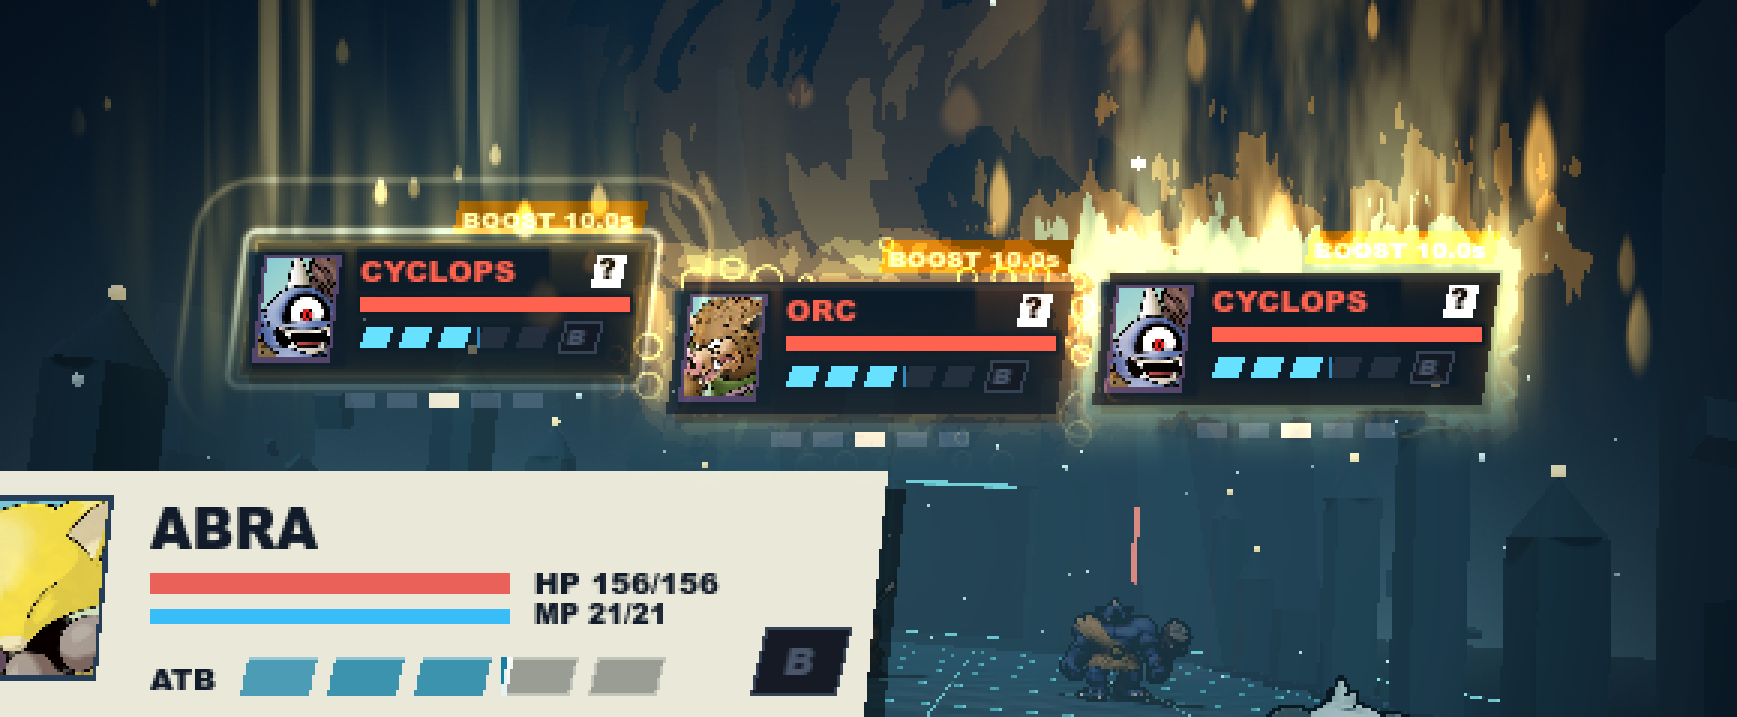 BOOST 10.0s
CYCLOPS ?
B
BOOST 10.0s
ORC ?
B
BOOST 10.0s
CYCLOPS ?
B
ABRA
HP 156/156
MP 21/21
ATB
B